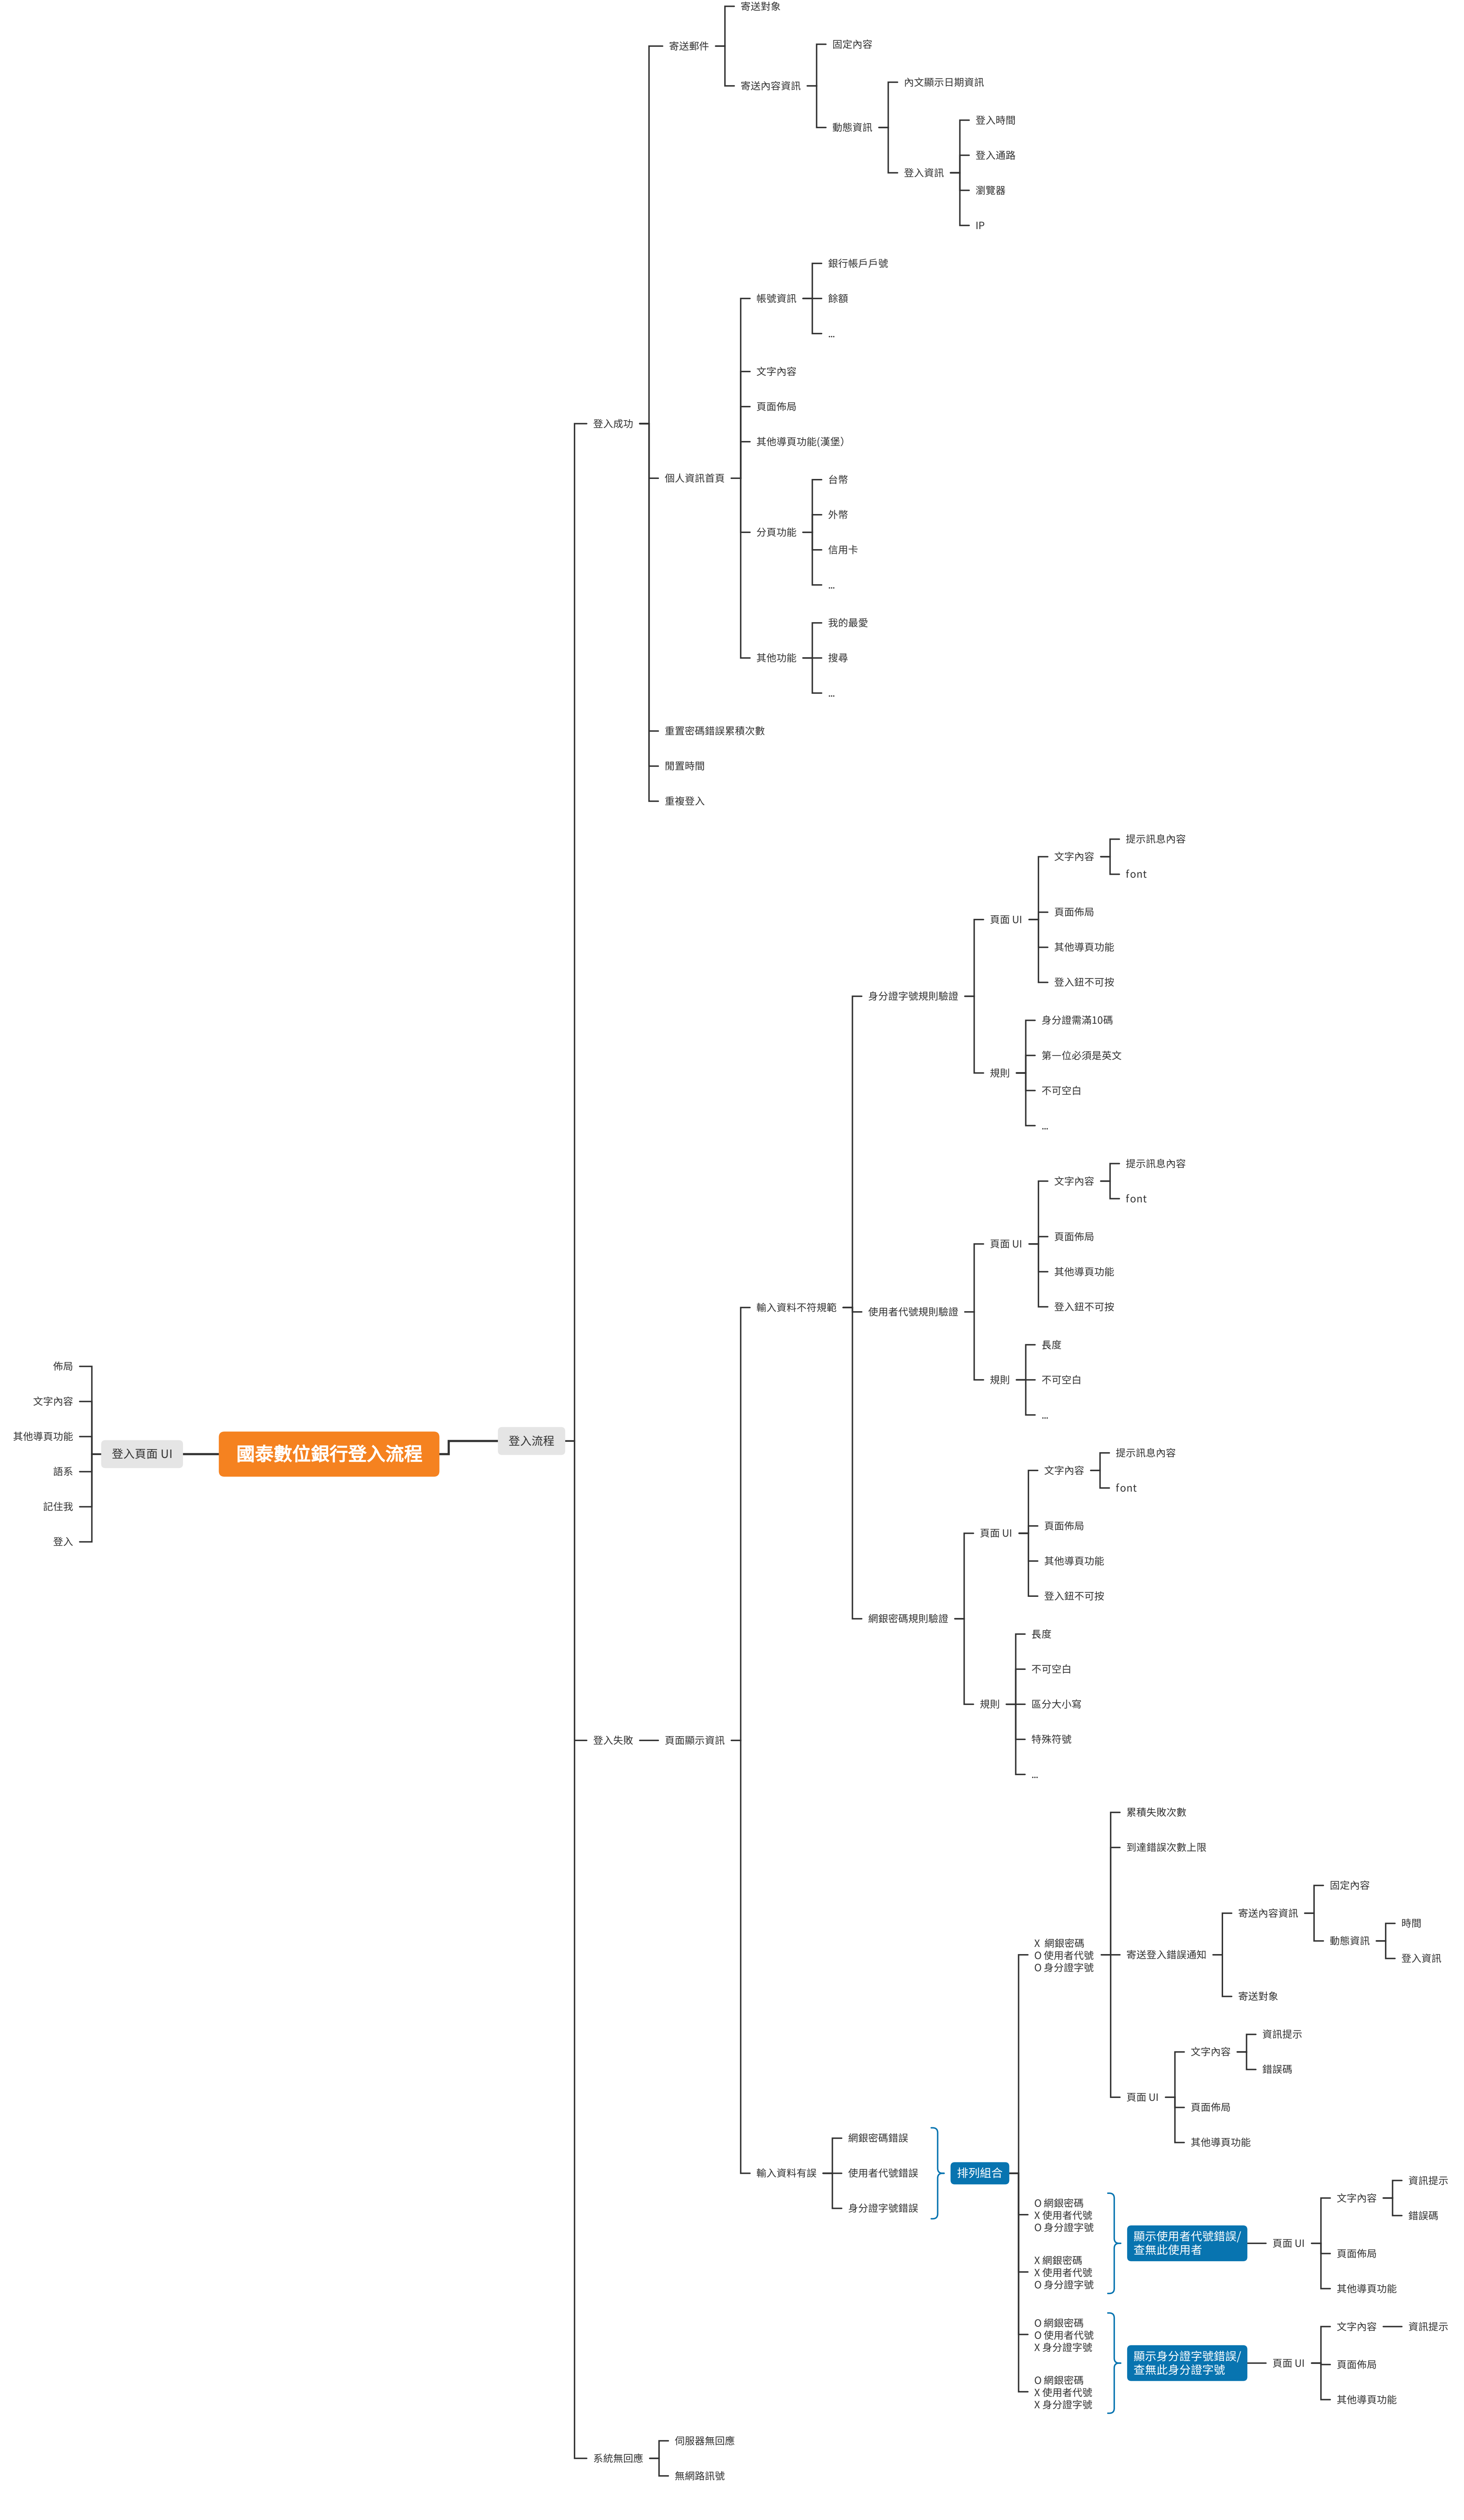 國泰數位銀行登入流程
登入頁面 UI
佈局
文字內容
其他導頁功能
語系
記住我
登入
登入流程
登入成功
寄送郵件
寄送對象
寄送內容資訊
固定內容
動態資訊
內文顯示日期資訊
登入資訊
登入時間
登入通路
瀏覽器
IP
個人資訊首頁
帳號資訊
銀行帳戶戶號
餘額
...
文字內容
頁面佈局
其他導頁功能(漢堡）
分頁功能
台幣
外幣
信用卡
...
其他功能
我的最愛
搜尋
...
重置密碼錯誤累積次數
閒置時間
重複登入
登入失敗
頁面顯示資訊
輸入資料不符規範
身分證字號規則驗證
頁面 UI
文字內容
提示訊息內容
font
頁面佈局
其他導頁功能
登入鈕不可按
規則
身分證需滿10碼
第一位必須是英文
不可空白
...
使用者代號規則驗證
頁面 UI
文字內容
提示訊息內容
font
頁面佈局
其他導頁功能
登入鈕不可按
規則
長度
不可空白
...
網銀密碼規則驗證
頁面 UI
文字內容
提示訊息內容
font
頁面佈局
其他導頁功能
登入鈕不可按
規則
長度
不可空白
區分大小寫
特殊符號
...
輸入資料有誤
網銀密碼錯誤
使用者代號錯誤
身分證字號錯誤
排列組合
X 網銀密碼
O 使用者代號
O 身分證字號
累積失敗次數
到達錯誤次數上限
寄送登入錯誤通知
寄送內容資訊
固定內容
動態資訊
時間
登入資訊
寄送對象
頁面 UI
文字內容
資訊提示
錯誤碼
頁面佈局
其他導頁功能
O 網銀密碼
X 使用者代號
O 身分證字號
X 網銀密碼
X 使用者代號
O 身分證字號
顯示使用者代號錯誤/
查無此使用者
頁面 UI
文字內容
資訊提示
錯誤碼
頁面佈局
其他導頁功能
O 網銀密碼
O 使用者代號
X 身分證字號
O 網銀密碼
X 使用者代號
X 身分證字號
顯示身分證字號錯誤/
查無此身分證字號
頁面 UI
文字內容
資訊提示
頁面佈局
其他導頁功能
系統無回應
伺服器無回應
無網路訊號